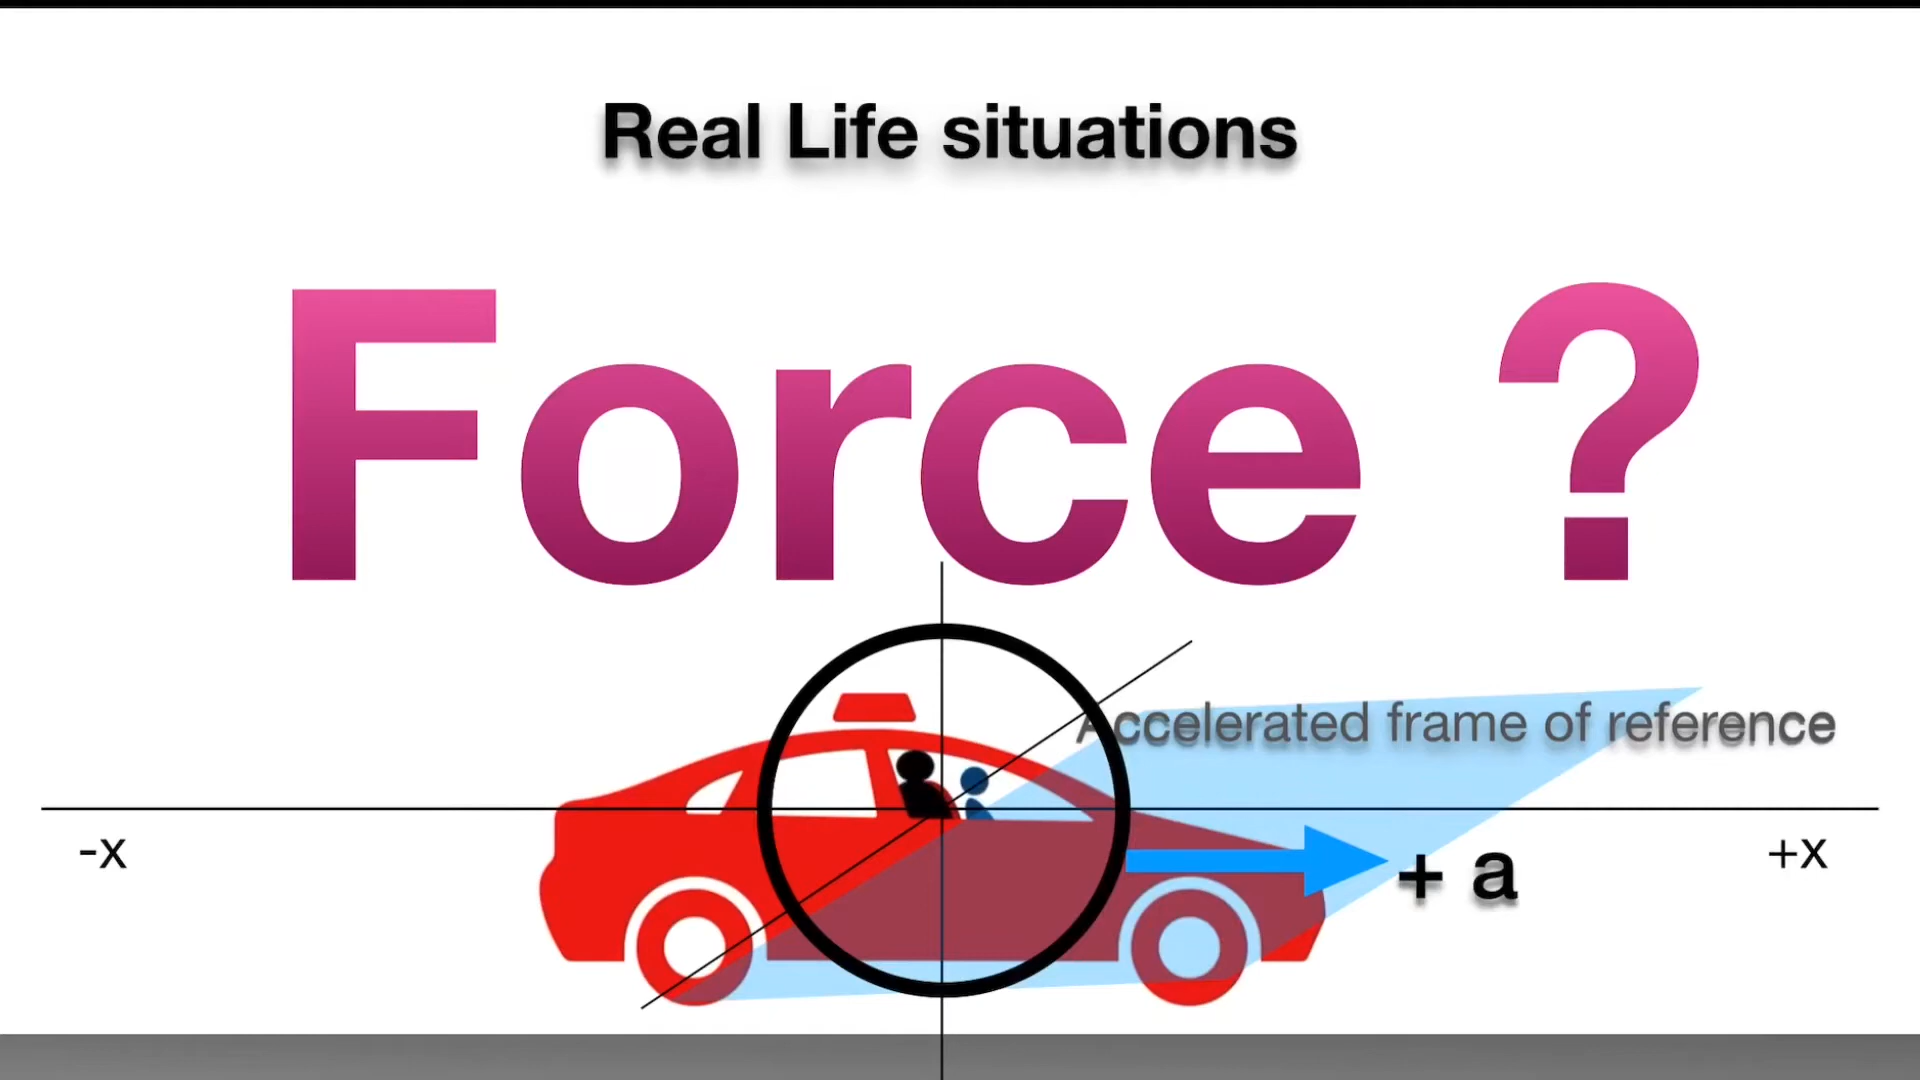 Real Life situations
Force ?
Accelerated frame of reference
-x
+ a
+x